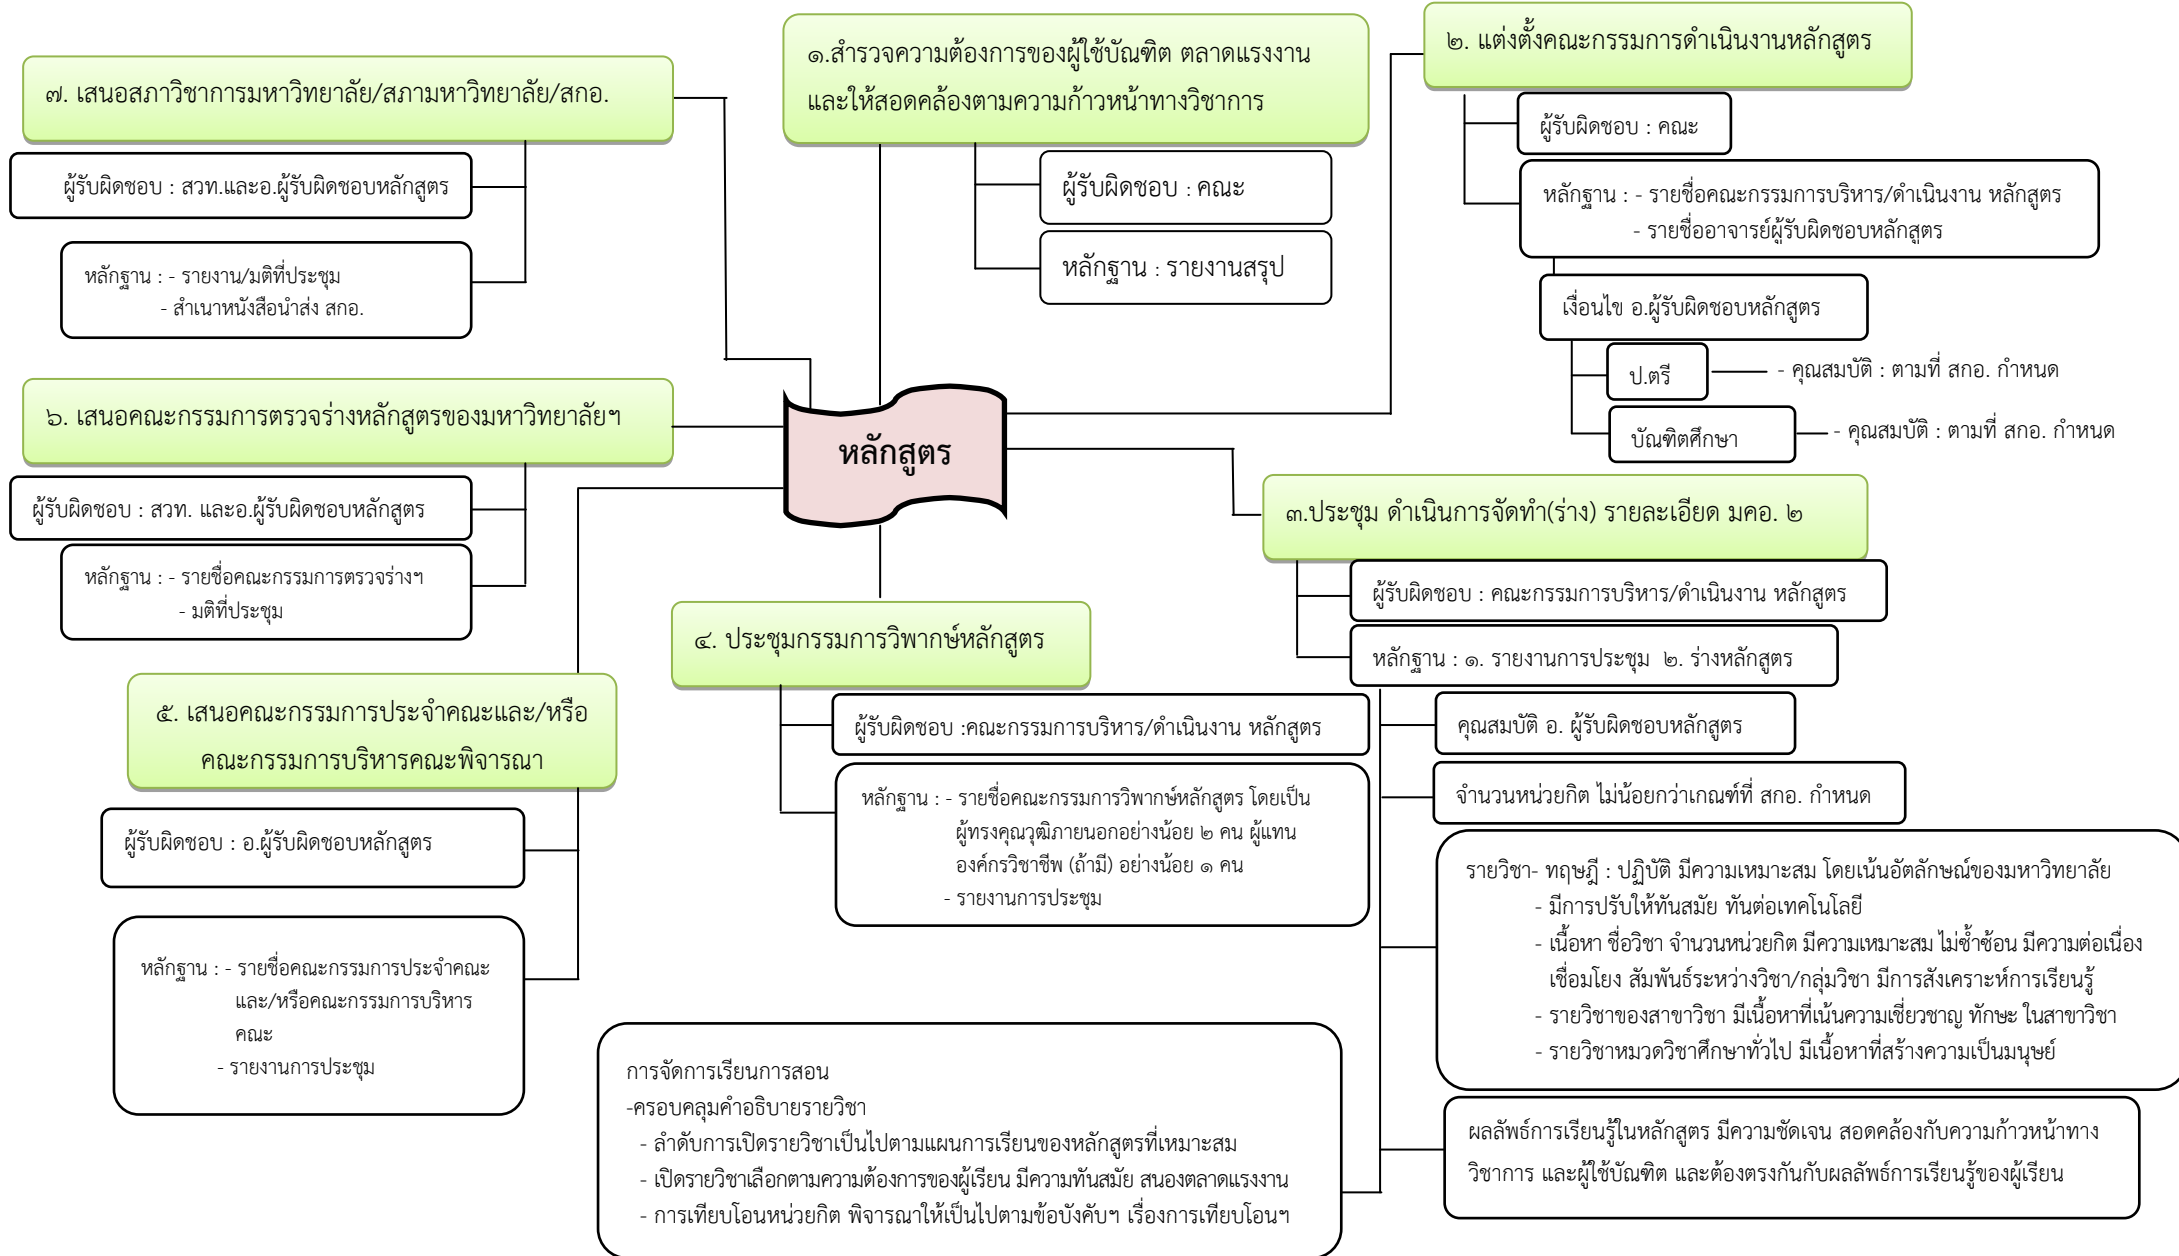 ๑.สำรวจความต้องการของผู้ใช้บัณฑิต ตลาดแรงงาน
และให้สอดคล้องตามความก้าวหน้าทางวิชาการ
ผู้รับผิดชอบ : คณะ
หลักฐาน : รายงานสรุป
๒. แต่งตั้งคณะกรรมการดำเนินงานหลักสูตร
ผู้รับผิดชอบ : คณะ
หลักฐาน : - รายชื่อคณะกรรมการบริหาร/ดำเนินงาน หลักสูตร
- รายชื่ออาจารย์ผู้รับผิดชอบหลักสูตร
เงื่อนไข อ.ผู้รับผิดชอบหลักสูตร
ป.ตรี
- คุณสมบัติ : ตามที่ สกอ. กำหนด
บัณฑิตศึกษา
- คุณสมบัติ : ตามที่ สกอ. กำหนด
๗. เสนอสภาวิชาการมหาวิทยาลัย/สภามหาวิทยาลัย/สกอ.
ผู้รับผิดชอบ : สวท.และอ.ผู้รับผิดชอบหลักสูตร
หลักฐาน : - รายงาน/มติที่ประชุม
- สำเนาหนังสือนำส่ง สกอ.
๖. เสนอคณะกรรมการตรวจร่างหลักสูตรของมหาวิทยาลัยฯ
ผู้รับผิดชอบ : สวท. และอ.ผู้รับผิดชอบหลักสูตร
หลักฐาน : - รายชื่อคณะกรรมการตรวจร่างฯ
- มติที่ประชุม
หลักสูตร
๓.ประชุม ดำเนินการจัดทำ(ร่าง) รายละเอียด มคอ. ๒
ผู้รับผิดชอบ : คณะกรรมการบริหาร/ดำเนินงาน หลักสูตร
หลักฐาน : ๑. รายงานการประชุม ๒. ร่างหลักสูตร
คุณสมบัติ อ. ผู้รับผิดชอบหลักสูตร
จำนวนหน่วยกิต ไม่น้อยกว่าเกณฑ์ที่ สกอ. กำหนด
รายวิชา- ทฤษฎี : ปฏิบัติ มีความเหมาะสม โดยเน้นอัตลักษณ์ของมหาวิทยาลัย
- มีการปรับให้ทันสมัย ทันต่อเทคโนโลยี
- เนื้อหา ชื่อวิชา จำนวนหน่วยกิต มีความเหมาะสม ไม่ซ้ำซ้อน มีความต่อเนื่อง
เชื่อมโยง สัมพันธ์ระหว่างวิชา/กลุ่มวิชา มีการสังเคราะห์การเรียนรู้
- รายวิชาของสาขาวิชา มีเนื้อหาที่เน้นความเชี่ยวชาญ ทักษะ ในสาขาวิชา
- รายวิชาหมวดวิชาศึกษาทั่วไป มีเนื้อหาที่สร้างความเป็นมนุษย์
ผลลัพธ์การเรียนรู้ในหลักสูตร มีความชัดเจน สอดคล้องกับความก้าวหน้าทาง
วิชาการ และผู้ใช้บัณฑิต และต้องตรงกันกับผลลัพธ์การเรียนรู้ของผู้เรียน
๔. ประชุมกรรมการวิพากษ์หลักสูตร
ผู้รับผิดชอบ :คณะกรรมการบริหาร/ดำเนินงาน หลักสูตร
หลักฐาน : - รายชื่อคณะกรรมการวิพากษ์หลักสูตร โดยเป็น
ผู้ทรงคุณวุฒิภายนอกอย่างน้อย ๒ คน ผู้แทน
องค์กรวิชาชีพ (ถ้ามี) อย่างน้อย ๑ คน
- รายงานการประชุม
๕. เสนอคณะกรรมการประจำคณะและ/หรือ
คณะกรรมการบริหารคณะพิจารณา
ผู้รับผิดชอบ : อ.ผู้รับผิดชอบหลักสูตร
หลักฐาน : - รายชื่อคณะกรรมการประจำคณะ
และ/หรือคณะกรรมการบริหาร
คณะ
- รายงานการประชุม
การจัดการเรียนการสอน
-ครอบคลุมคำอธิบายรายวิชา
- ลำดับการเปิดรายวิชาเป็นไปตามแผนการเรียนของหลักสูตรที่เหมาะสม
- เปิดรายวิชาเลือกตามความต้องการของผู้เรียน มีความทันสมัย สนองตลาดแรงงาน
- การเทียบโอนหน่วยกิต พิจารณาให้เป็นไปตามข้อบังคับฯ เรื่องการเทียบโอนฯ